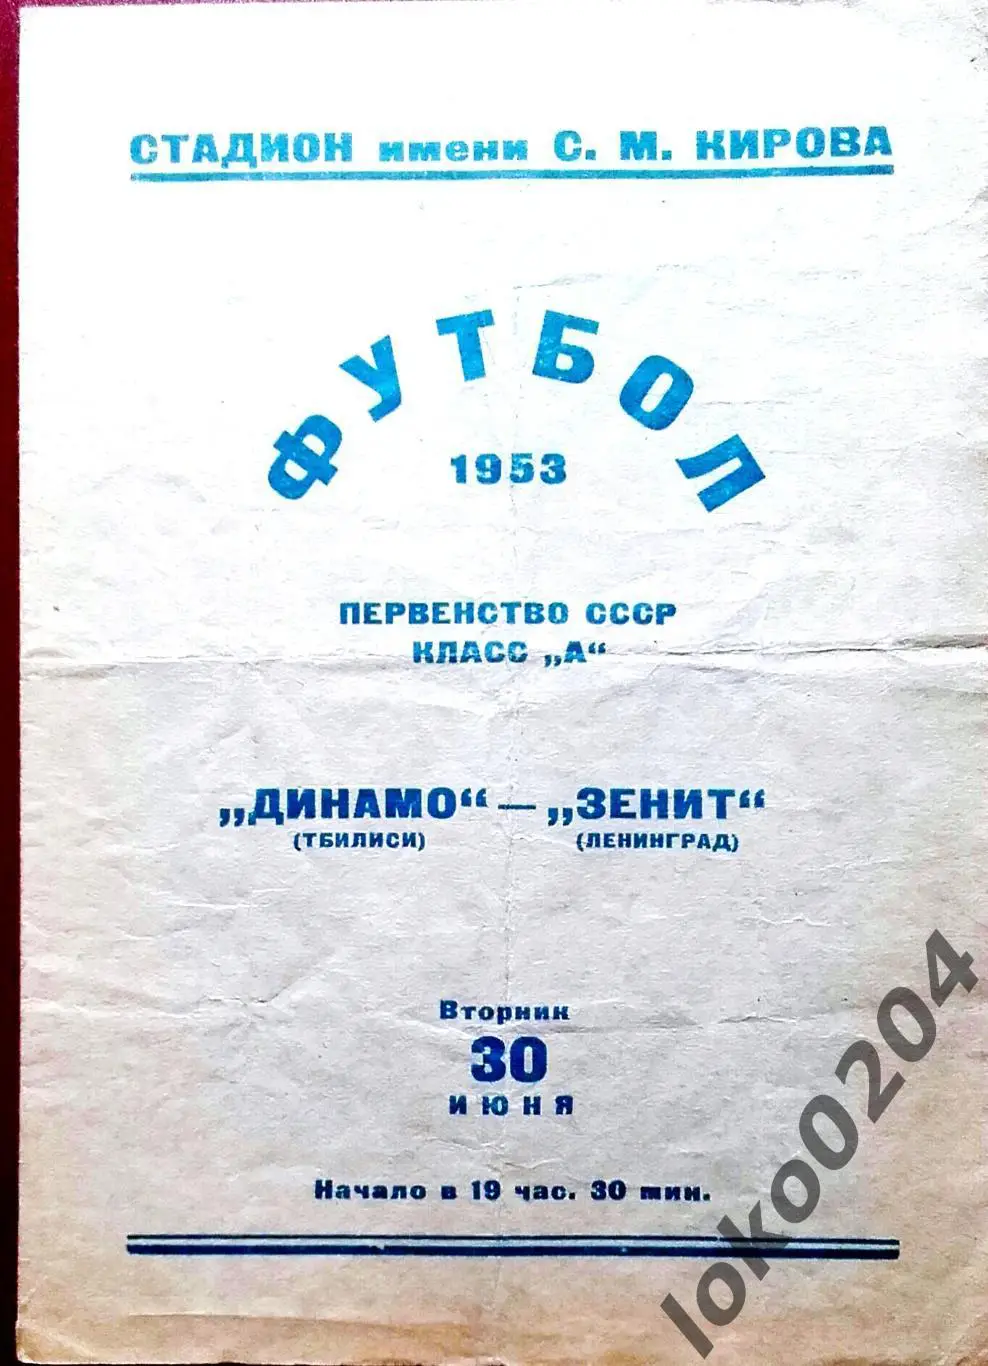 СТАДИОН имени С. М. КИРОВА
ФУТБОЛ
1953
ПЕРВЕНСТВО СССР
КЛАСС „А“
„ДИНАМО“ — „ЗЕНИТ“
(ТБИЛИСИ) (ЛЕНИНГРАД)
Вторник
30
ИЮНЯ
Начало в 19 час. 30 мин.
loko0204